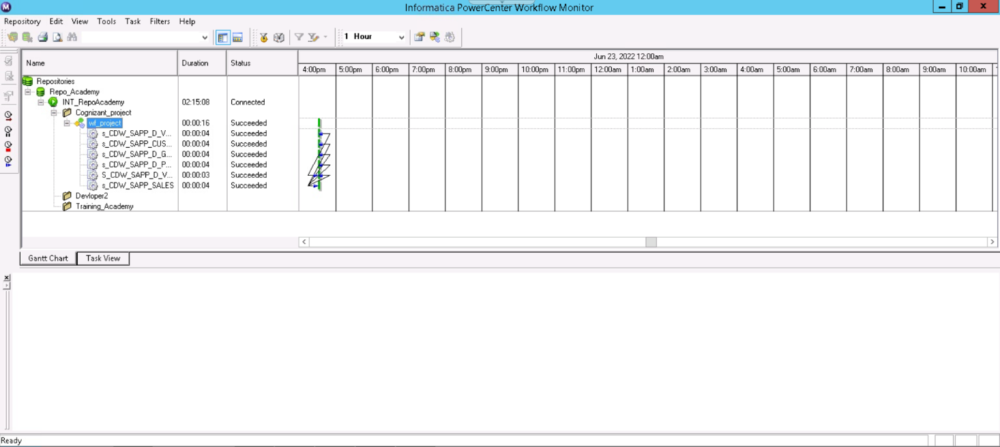 Informatica PowerCenter Workflow Monitor
Repository Edit View Tools Task Filters Help
1 Hour
Name Duration Status Jun 23, 2022 12:00am
4:00pm 5:00pm 6:00pm 7:00pm 8:00pm 9:00pm 10:00pm 11:00pm 12:00am 1:00am 2:00am 3:00am 4:00am 5:00am 6:00am 7:00am 8:00am 9:00am 10:00am
Repositories
Repo_Academy
INT_RepoAcademy 02:15:08 Connected
Cognizant_project
wf_project 00:00:16 Succeeded
s_CDW_SAPP_D_V... 00:00:04 Succeeded
s_CDW_SAPP_CUS... 00:00:04 Succeeded
s_CDW_SAPP_D_G... 00:00:04 Succeeded
s_CDW_SAPP_D_P... 00:00:04 Succeeded
S_CDW_SAPP_D_V... 00:00:03 Succeeded
s_CDW_SAPP_SALES 00:00:04 Succeeded
Devloper2
Training_Academy
Gantt Chart Task View
Ready